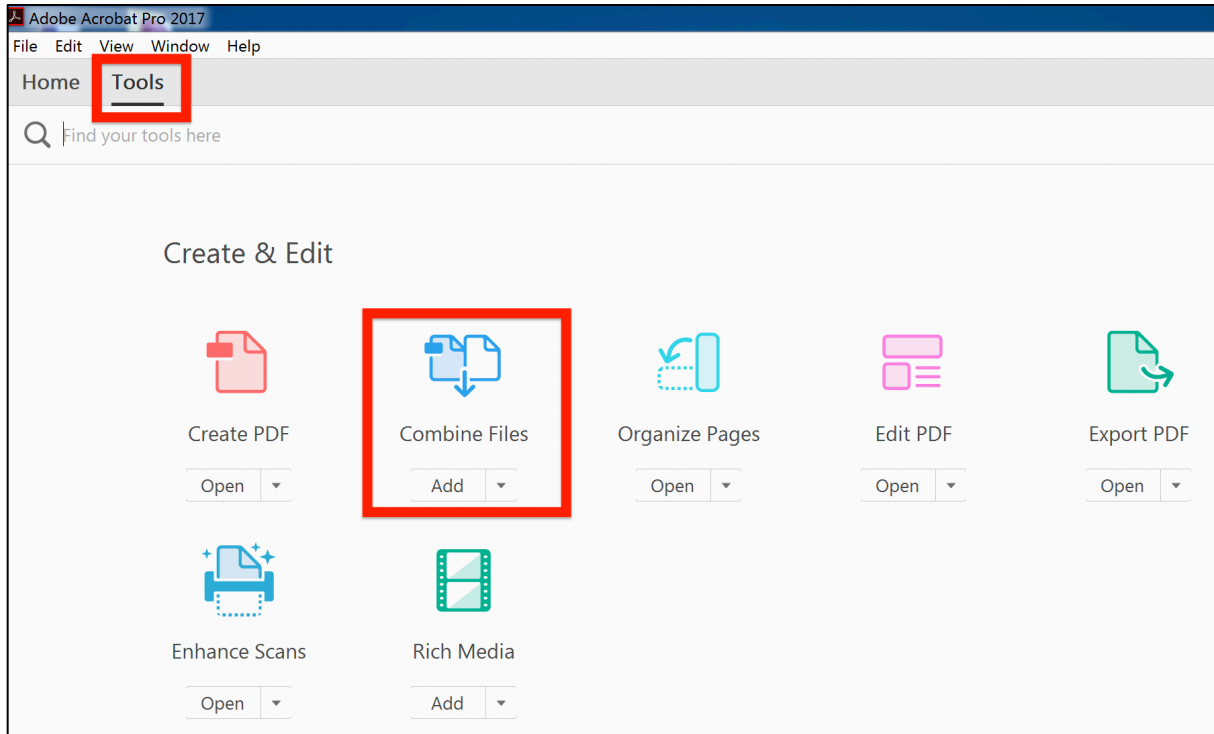 Adobe Acrobat Pro 2017
File Edit View Window Help
Home Tools
Find your tools here
Create & Edit
Create PDF Combine Files Organize Pages Edit PDF Export PDF
Open Add Open Open Open
Enhance Scans Rich Media
Open Add